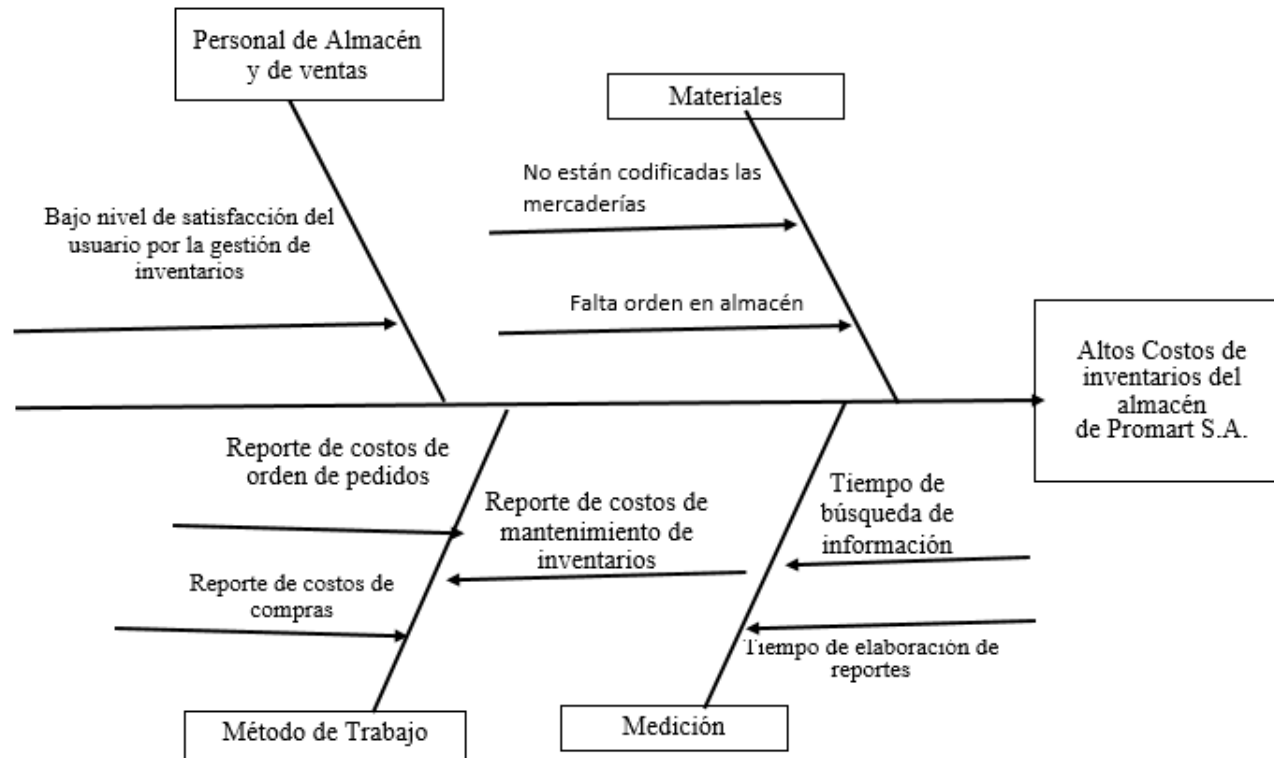 Personal de Almacén
y de ventas
Materiales
No están codificadas las
mercaderías
Bajo nivel de satisfacción del
usuario por la gestión de
inventarios
Falta orden en almacén
Altos Costos de
inventarios del
almacén
de Promart S.A.
Reporte de costos de
orden de pedidos
Reporte de costos de
mantenimiento de
inventarios
Tiempo de
búsqueda de
información
Reporte de costos de
compras
Tiempo de elaboración de
reportes
Método de Trabajo
Medición